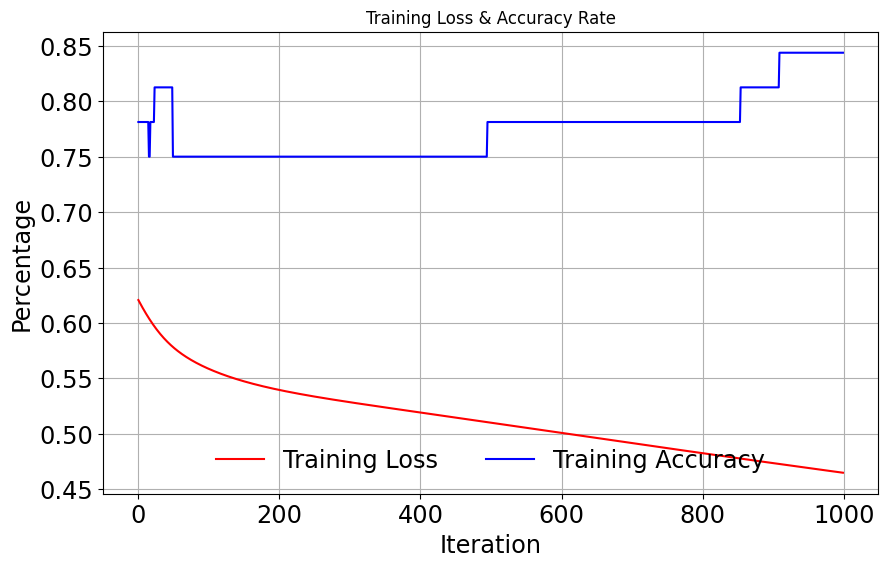 Training Loss & Accuracy Rate
0.85
0.80
0.75
0.70
0.65
0.60
0.55
0.50
0.45
Percentage
Training Loss Training Accuracy
0 200 400 600 800 1000
Iteration